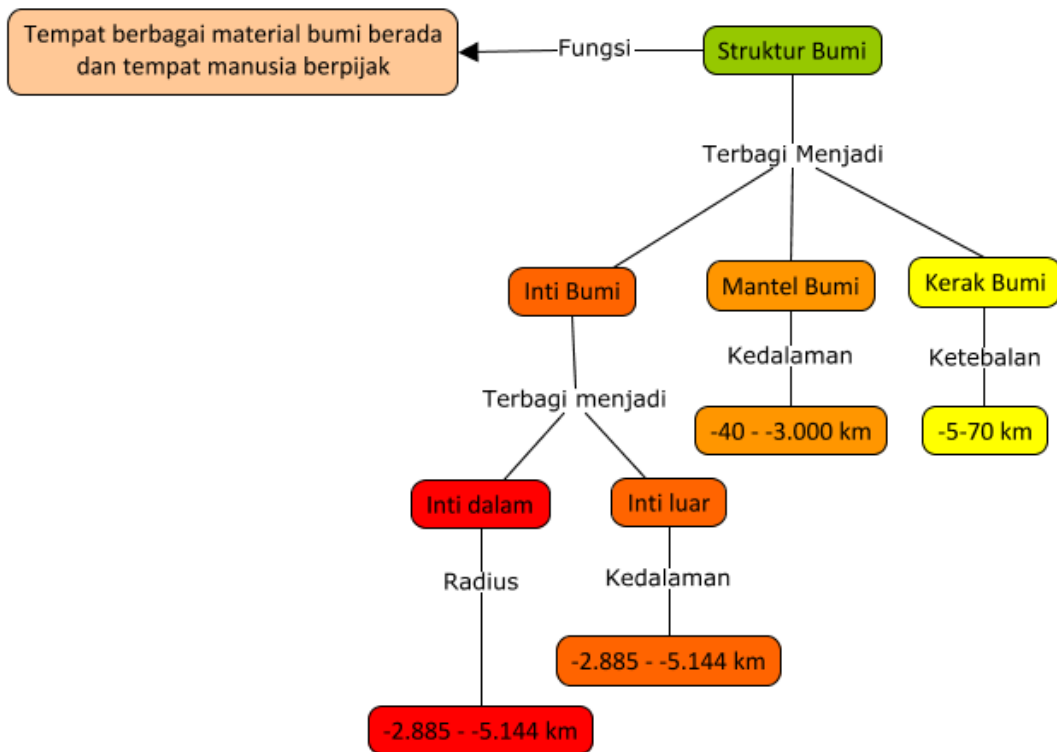 Tempat berbagai material bumi berada
dan tempat manusia berpijak
Fungsi
Struktur Bumi
Terbagi Menjadi
Inti Bumi
Mantel Bumi
Kerak Bumi
Kedalaman
Ketebalan
Terbagi menjadi
-40 - -3.000 km
-5-70 km
Inti dalam
Inti luar
Radius
Kedalaman
-2.885 - -5.144 km
-2.885 - -5.144 km